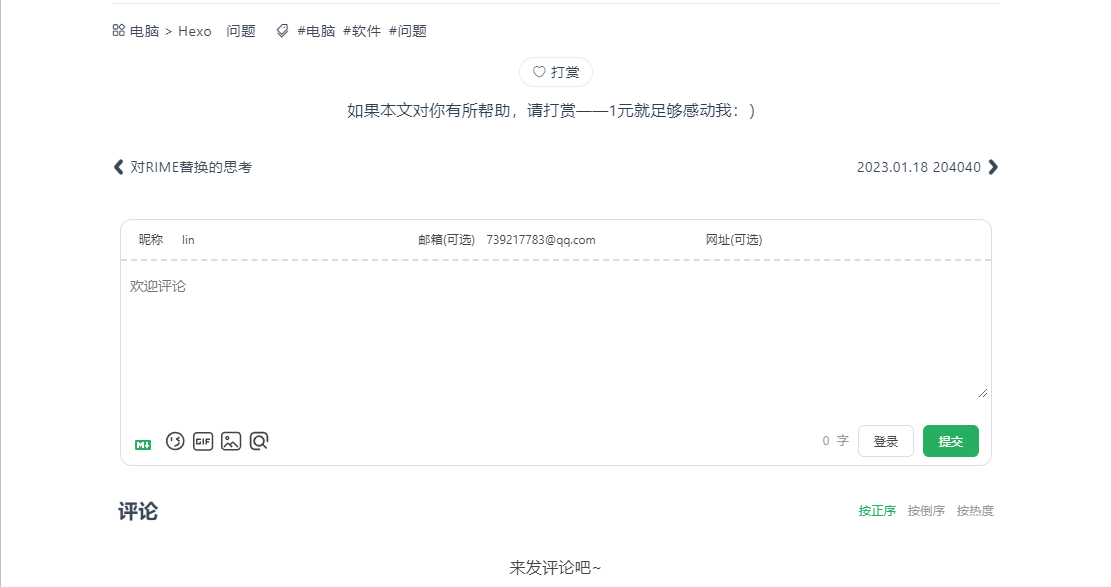 电脑 > Hexo 问题 #电脑 #软件 #问题
打赏
如果本文对你有所帮助，请打赏——1元就足够感动我：)
对RIME替换的思考 2023.01.18 204040
昵称 lin 邮箱(可选) 739217783@qq.com 网址(可选)
欢迎评论
M GIF 0 字 登录 提交
评论 按正序 按倒序 按热度
来发评论吧~